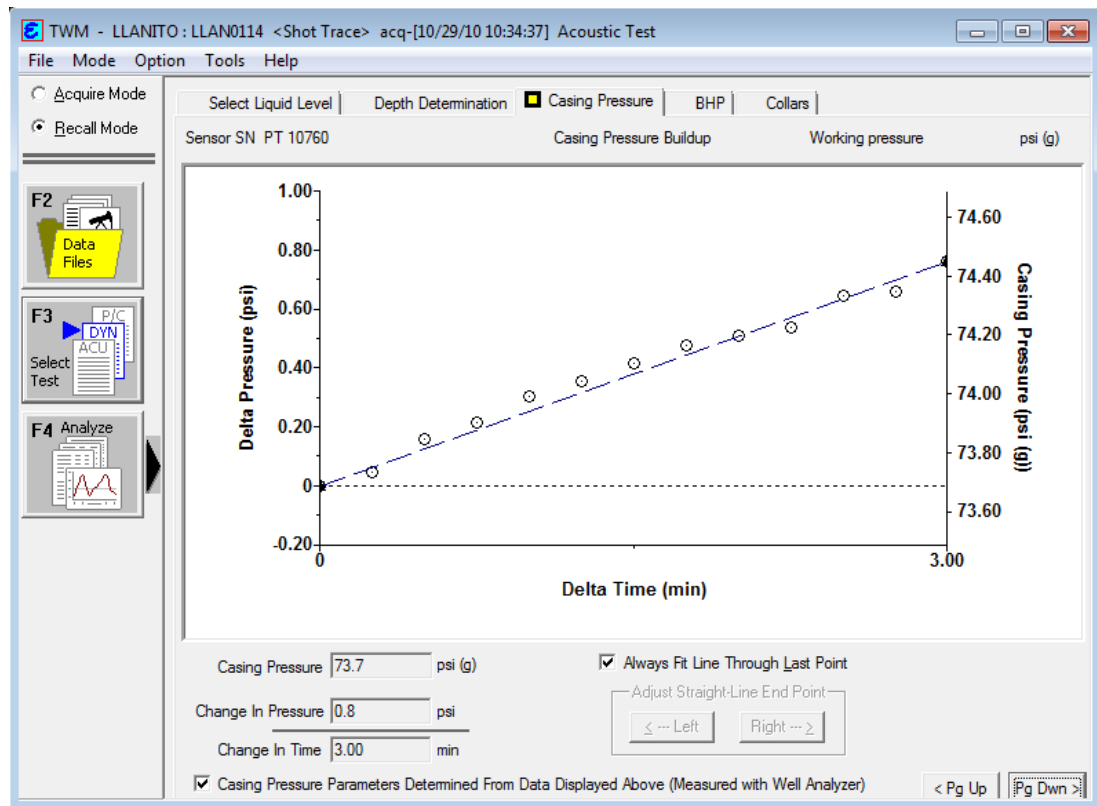 TWM - LLANITO : LLAN0114 <Shot Trace> acq-[10/29/10 10:34:37] Acoustic Test
File Mode Option Tools Help
Acquire Mode
Recall Mode
F2
Data
Files
F3
P/C
DYN
ACU
Select
Test
F4 Analyze
Select Liquid Level Depth Determination Casing Pressure BHP Collars
Sensor SN PT 10760 Casing Pressure Buildup Working pressure psi (g)
Delta Pressure (psi)
1.00
0.80
0.60
0.40
0.20
0
-0.20
0 3.00
Delta Time (min)
74.60
74.40
74.20
74.00
73.80
73.60
Casing Pressure (psi (g))
Casing Pressure 73.7 psi (g)
Change In Pressure 0.8 psi
Change In Time 3.00 min
Always Fit Line Through Last Point
Adjust Straight-Line End Point
< --- Left Right --- >
Casing Pressure Parameters Determined From Data Displayed Above (Measured with Well Analyzer)
< Pg Up Pg Dwn >